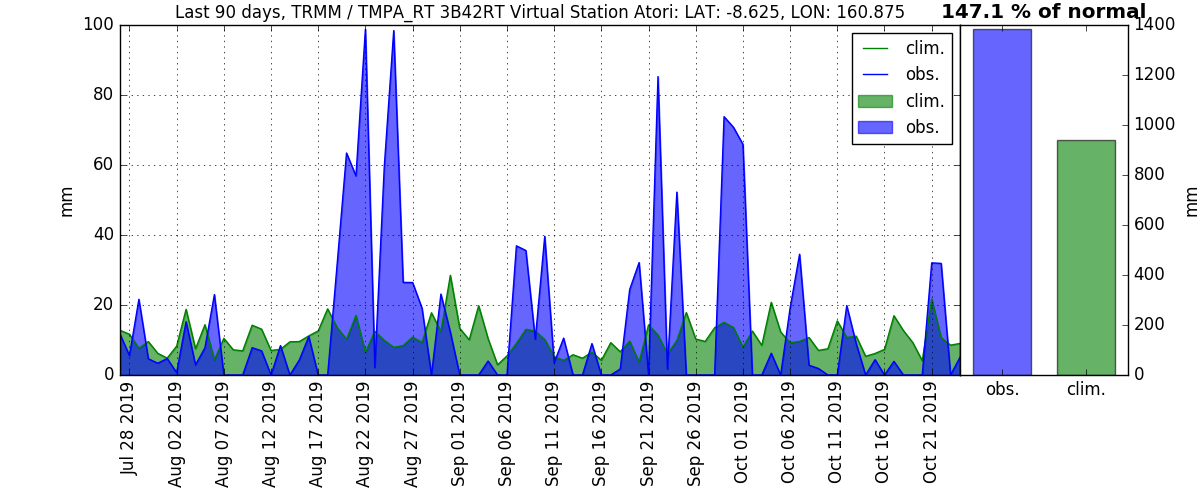 Last 90 days, TRMM / TMPA_RT 3B42RT Virtual Station Atori: LAT: -8.625, LON: 160.875
147.1 % of normal
100
80
60
40
20
0
mm
clim.
obs.
clim.
obs.
1400
1200
1000
800
600
400
200
0
mm
Jul 28 2019
Aug 02 2019
Aug 07 2019
Aug 12 2019
Aug 17 2019
Aug 22 2019
Aug 27 2019
Sep 01 2019
Sep 06 2019
Sep 11 2019
Sep 16 2019
Sep 21 2019
Sep 26 2019
Oct 01 2019
Oct 06 2019
Oct 11 2019
Oct 16 2019
Oct 21 2019
obs.
clim.